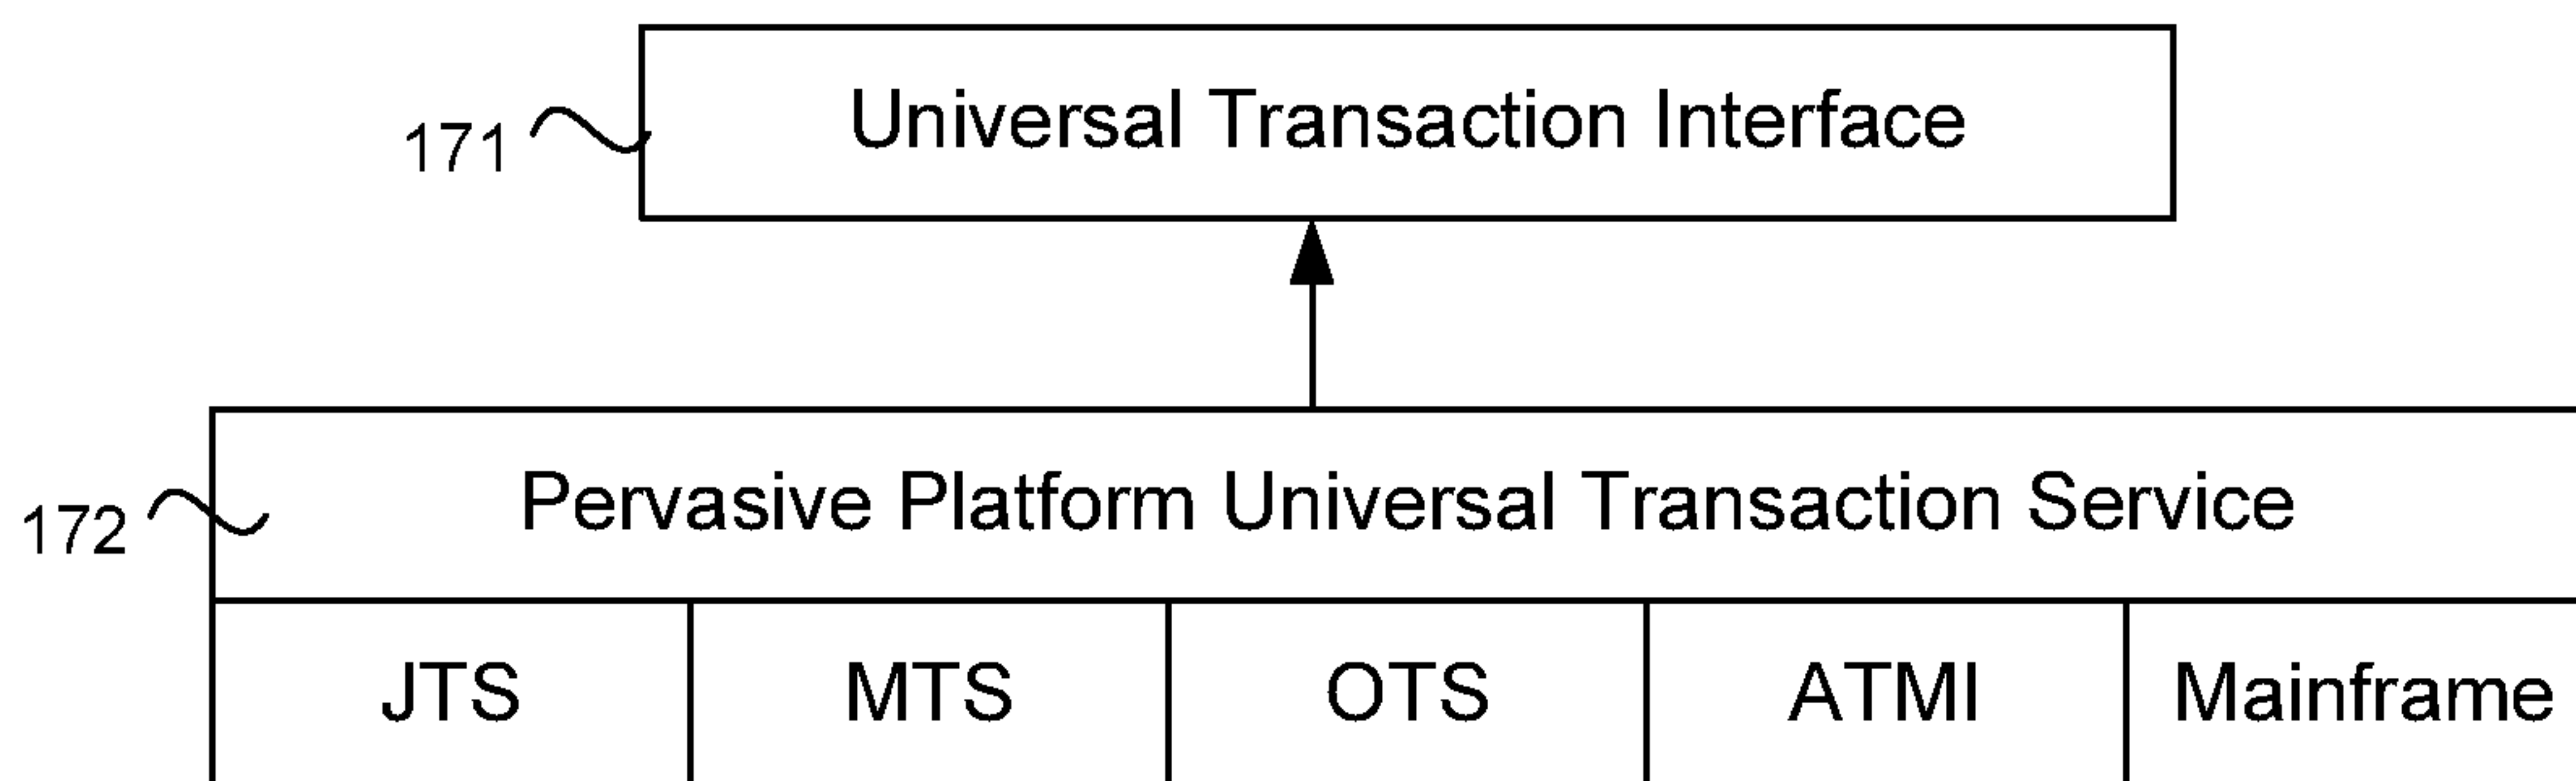 171 Universal Transaction Interface
172 Pervasive Platform Universal Transaction Service
JTS MTS OTS ATMI Mainframe